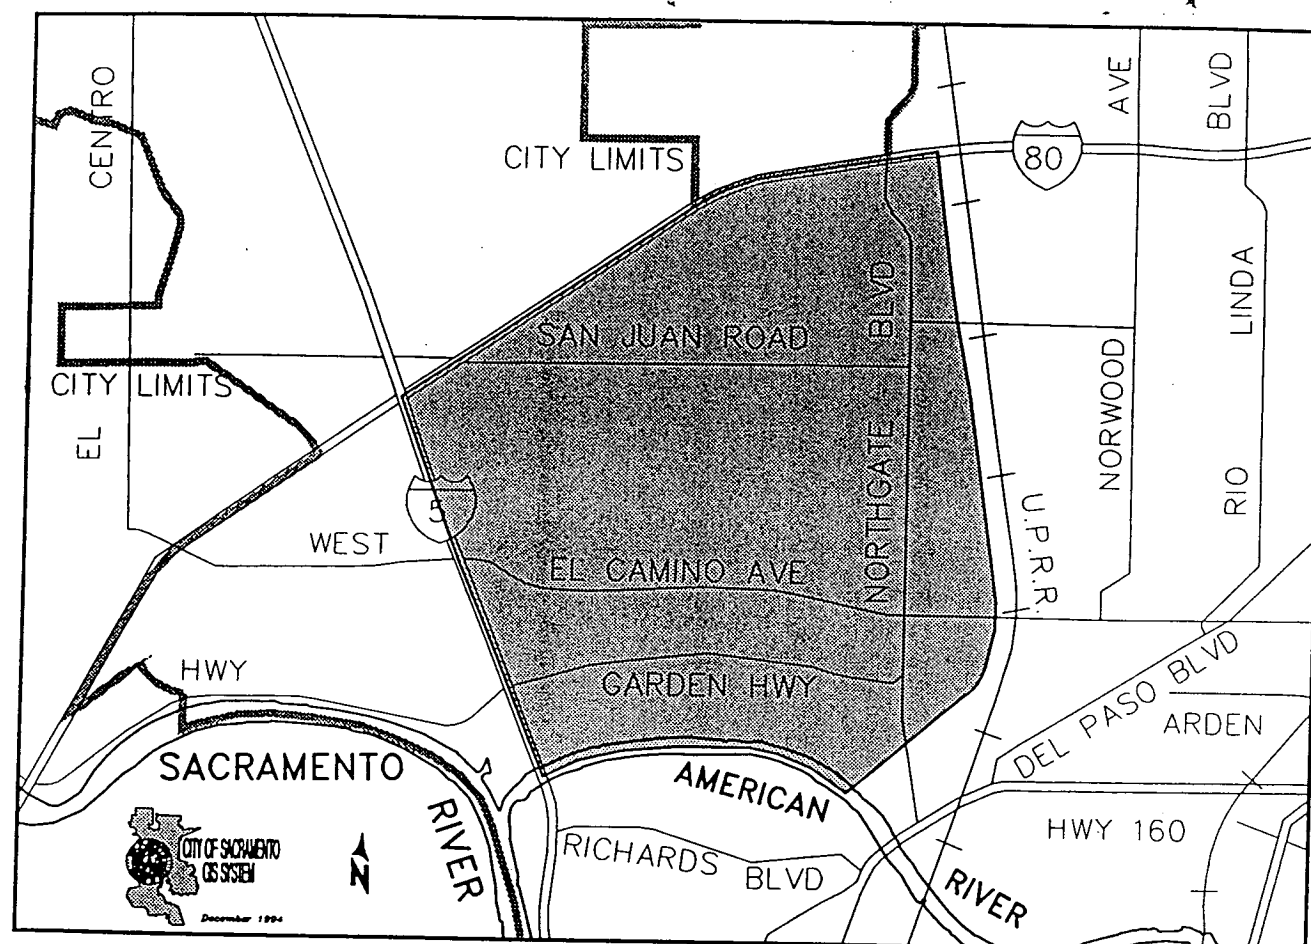 CENTRO
EL
CITY LIMITS
AVE
BLVD
80
CITY LIMITS
SAN JUAN ROAD
BLVD
NORTHGATE
LINDA
RIO
NORWOOD
5
WEST
EL CAMINO AVE
U.P.R.R.
HWY
GARDEN HWY
DEL PASO BLVD
ARDEN
SACRAMENTO
RIVER
AMERICAN
RIVER
HWY 160
RICHARDS
BLVD
CITY OF SACRAMENTO
GIS SYSTEM
December 1994
N